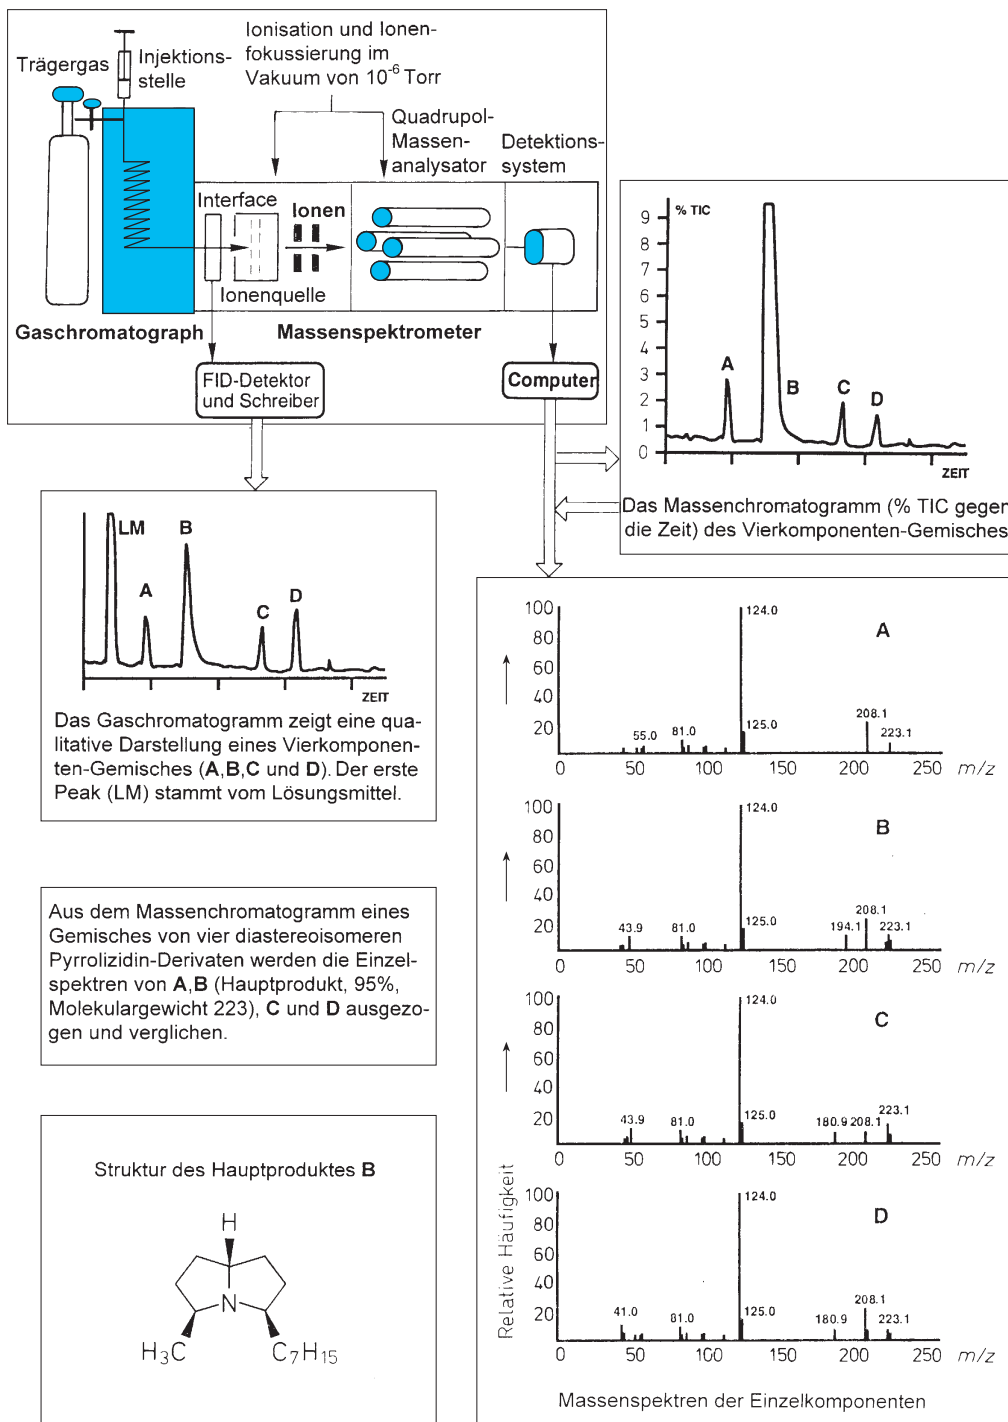 Trägergas
Injektions-
stelle
Ionisation und Ionen-
fokussierung im
Vakuum von 10⁻⁶ Torr
Quadrupol-
Massen-
analysator
Detektions-
system
Interface
Ionen
Ionenquelle
Gaschromatograph
Massenspektrometer
FID-Detektor
und Schreiber
Computer
% TIC
9
8
7
6
5
4
3
2
1
0
A
B
C
D
ZEIT
Das Massenchromatogramm (% TIC gegen
die Zeit) des Vierkomponenten-Gemisches
LM
A
B
C
D
ZEIT
Das Gaschromatogramm zeigt eine qua-
litative Darstellung eines Vierkomponen-
ten-Gemisches (A,B,C und D). Der erste
Peak (LM) stammt vom Lösungsmittel.
Aus dem Massenchromatogramm eines
Gemisches von vier diastereoisomeren
Pyrrolizidin-Derivaten werden die Einzel-
spektren von A,B (Hauptprodukt, 95%,
Molekulargewicht 223), C und D ausgezo-
gen und verglichen.
Struktur des Hauptproduktes B
H
N
H₃C
C₇H₁₅
100
80
60
40
20
124.0
A
55.0
81.0
125.0
208.1
223.1
0 50 100 150 200 250 m/z
100
80
60
40
20
124.0
B
43.9
81.0
125.0
194.1
208.1
223.1
0 50 100 150 200 250 m/z
100
80
60
40
20
124.0
C
43.9
81.0
125.0
180.9
208.1
223.1
0 50 100 150 200 250 m/z
100
80
60
40
20
124.0
D
41.0
81.0
125.0
180.9
208.1
223.1
0 50 100 150 200 250 m/z
Relative Häufigkeit
Massenspektren der Einzelkomponenten